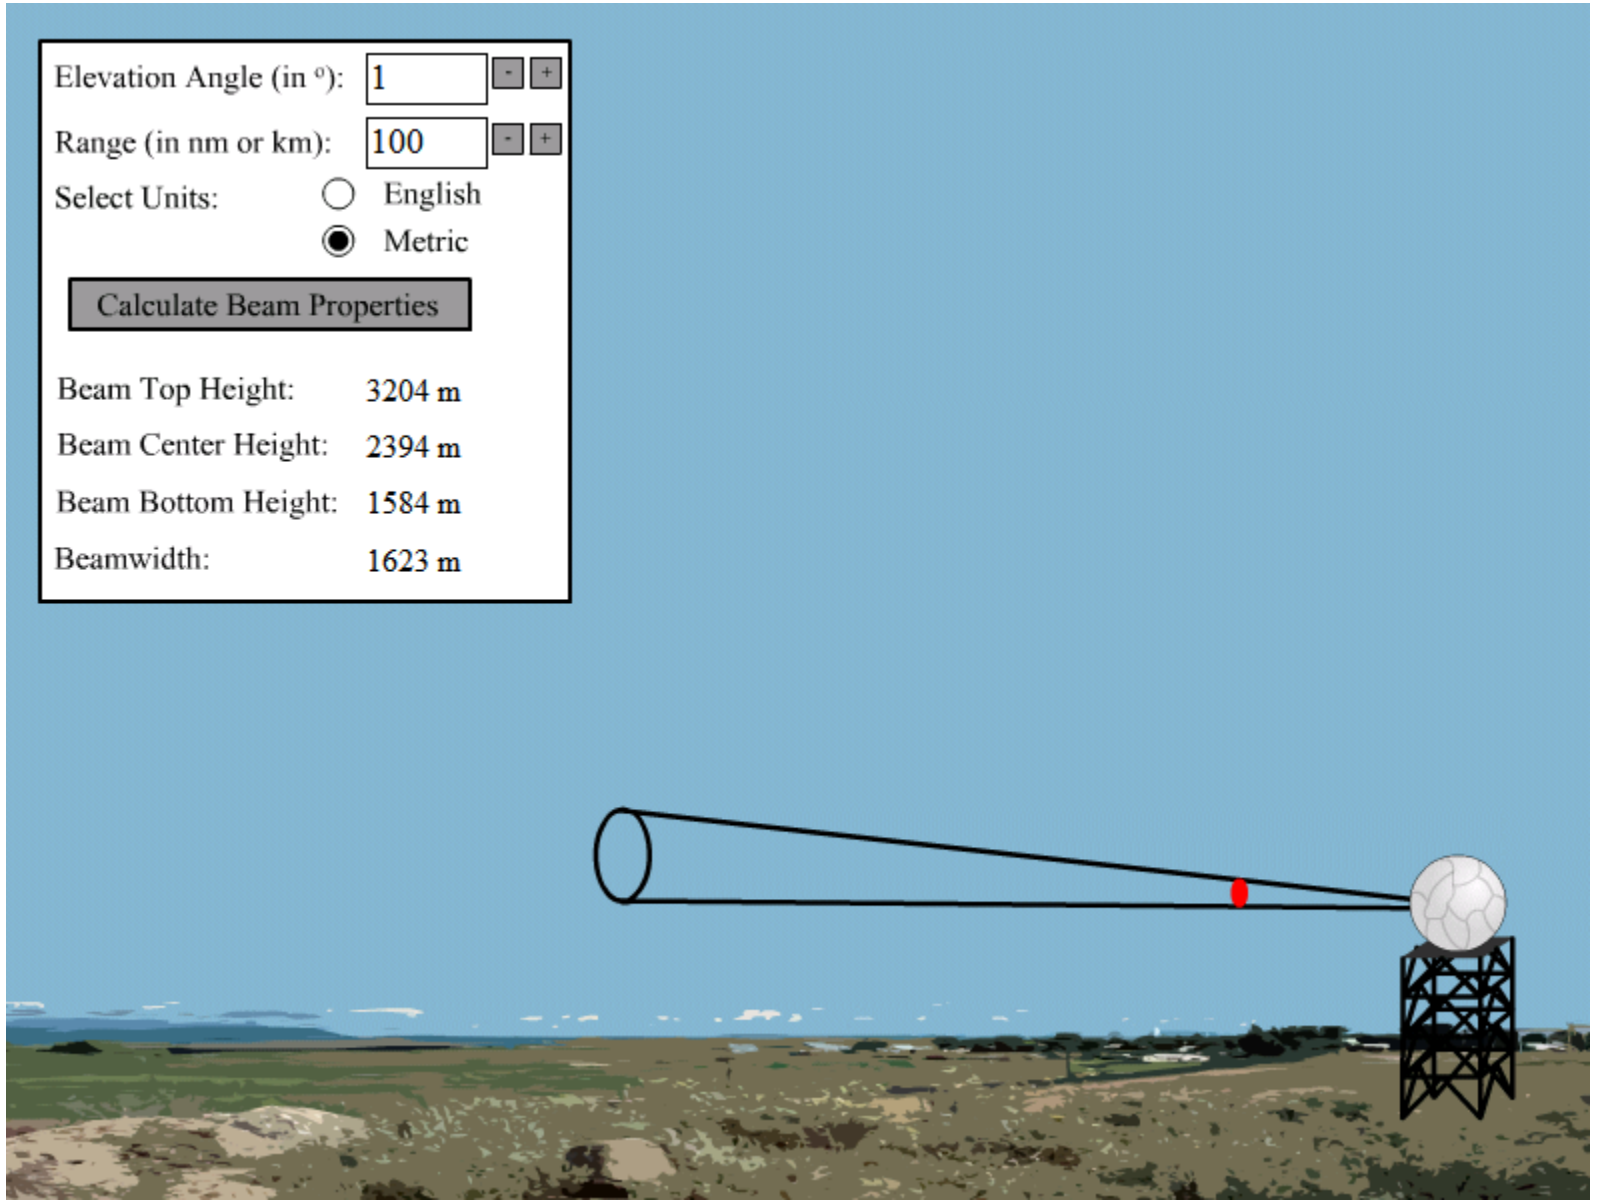 Elevation Angle (in º): 1 - +
Range (in nm or km): 100 - +
Select Units: English
Metric
Calculate Beam Properties
Beam Top Height: 3204 m
Beam Center Height: 2394 m
Beam Bottom Height: 1584 m
Beamwidth: 1623 m